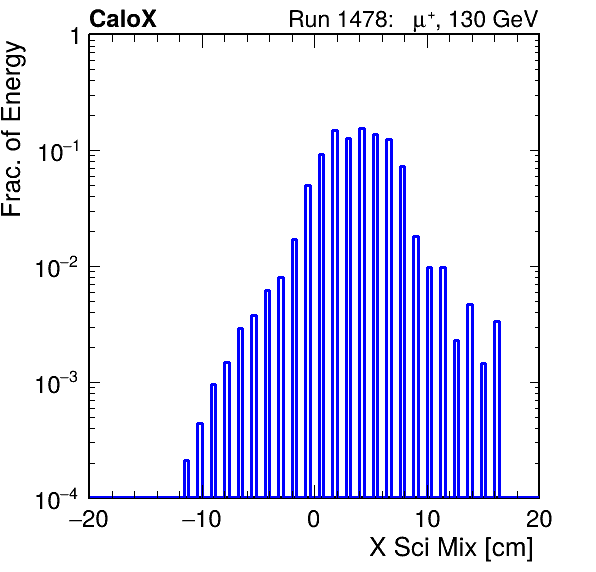 CaloX Run 1478: μ⁺, 130 GeV
Frac. of Energy
1
10⁻¹
10⁻²
10⁻³
10⁻⁴
−20 −10 0 10 20
X Sci Mix [cm]